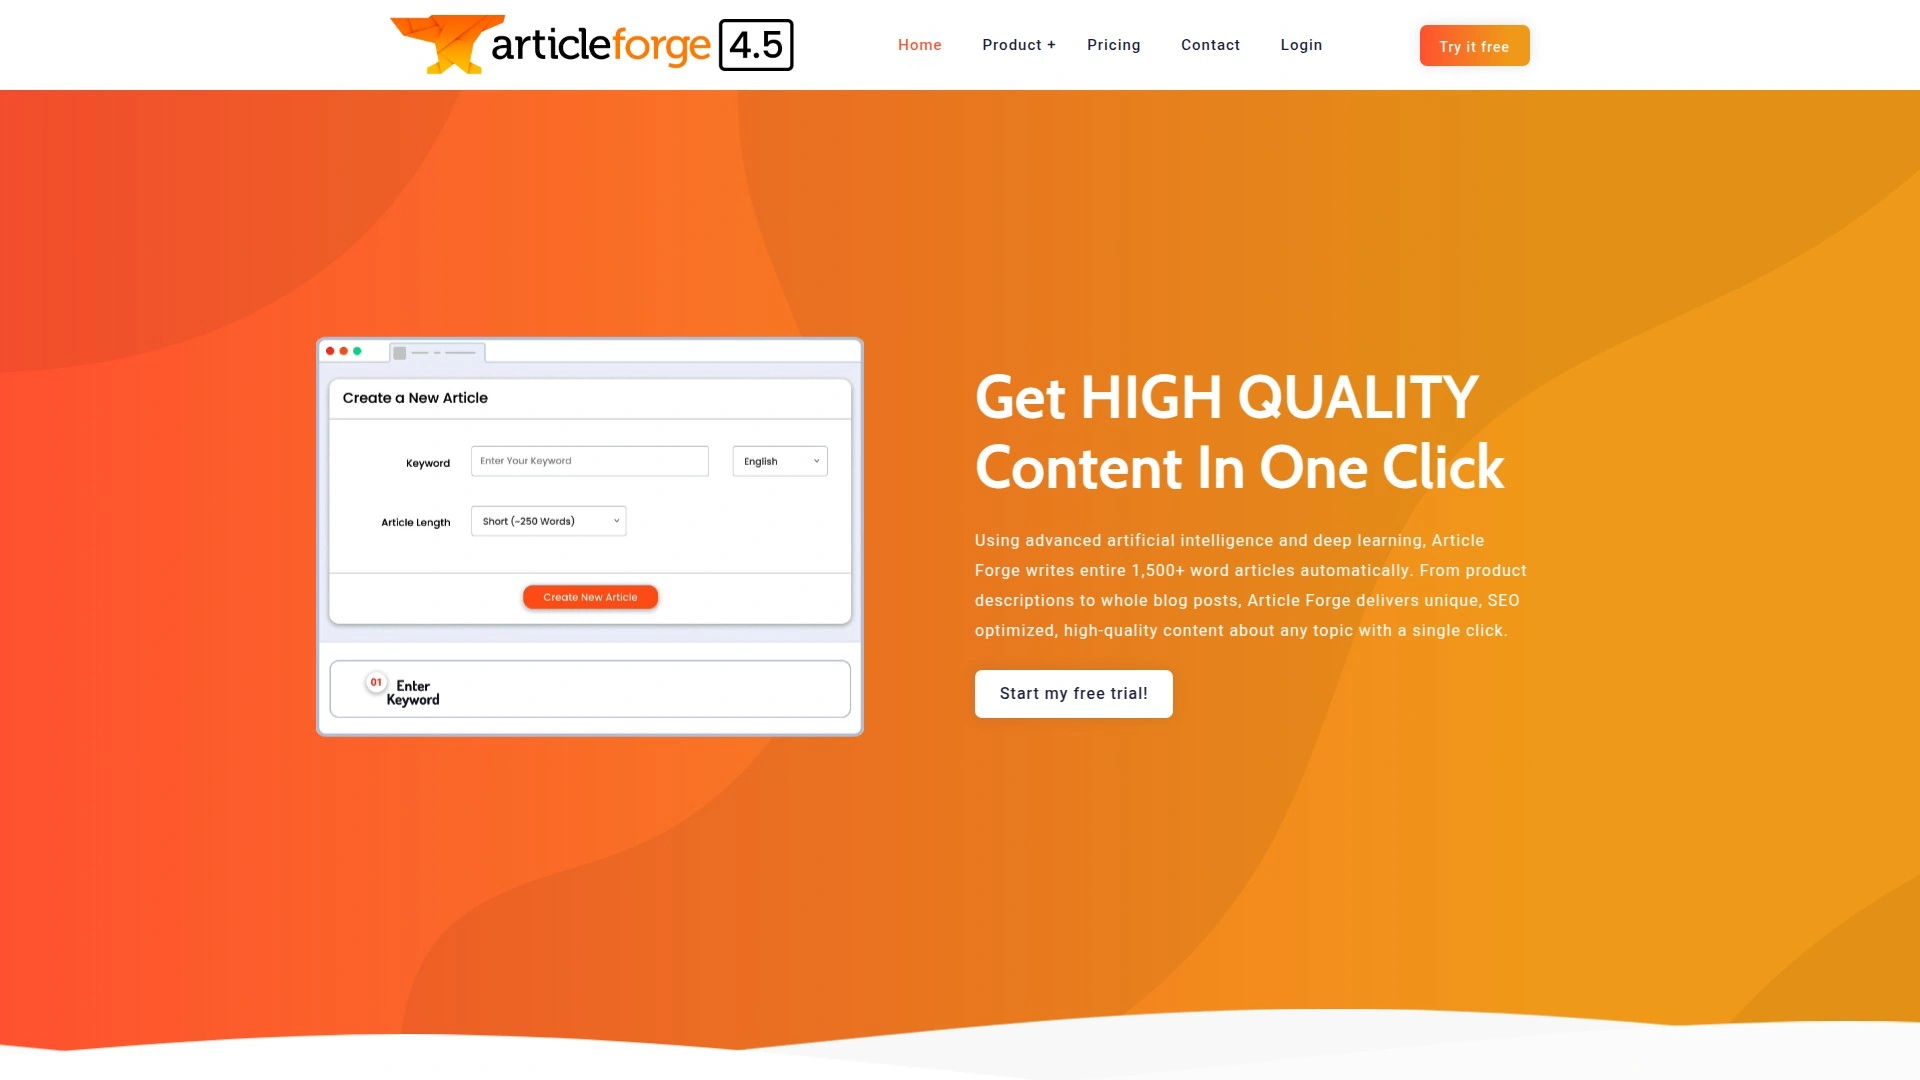 articleforge 4.5
Home
Product +
Pricing
Contact
Login
Try it free
Create a New Article
Keyword
Enter Your Keyword
English
Article Length
Short (~250 Words)
Create New Article
01
Enter
Keyword
Get HIGH QUALITY
Content In One Click
Using advanced artificial intelligence and deep learning, Article
Forge writes entire 1,500+ word articles automatically. From product
descriptions to whole blog posts, Article Forge delivers unique, SEO
optimized, high-quality content about any topic with a single click.
Start my free trial!